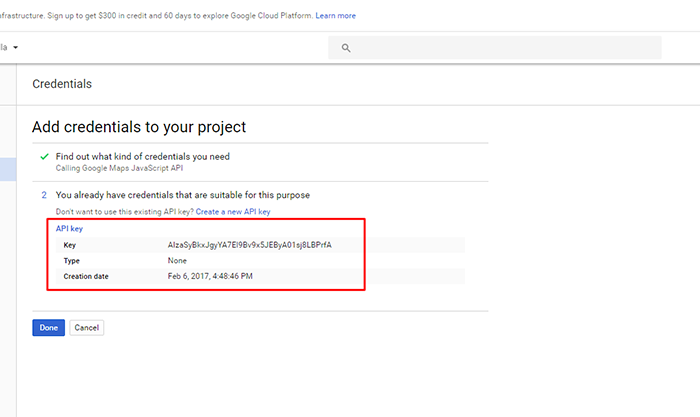 nfrastructure. Sign up to get $300 in credit and 60 days to explore Google Cloud Platform. Learn more
la
Credentials
Add credentials to your project
Find out what kind of credentials you need
Calling Google Maps JavaScript API
2 You already have credentials that are suitable for this purpose
Don't want to use this existing API key? Create a new API key
API key
Key AIzaSyBkxJgyYA7EI9Bv9x5JEByA01sj8LBPrfA
Type None
Creation date Feb 6, 2017, 4:48:46 PM
Done Cancel